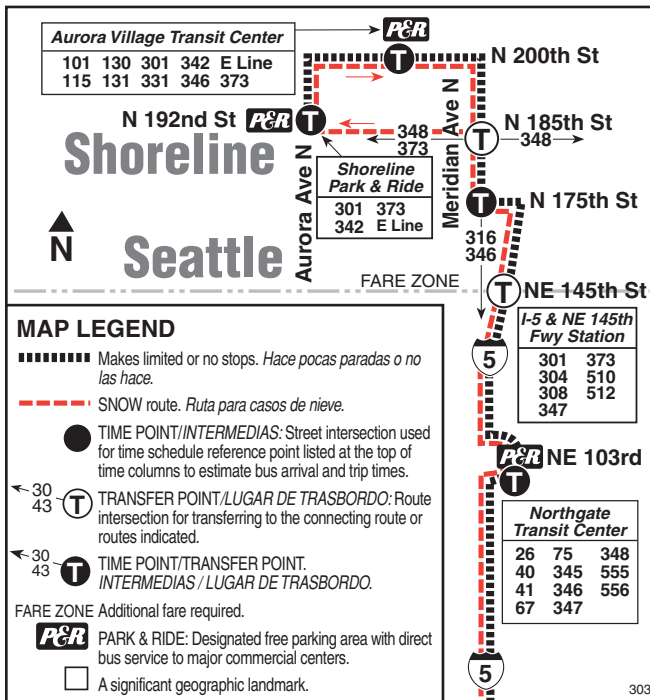 Aurora Village Transit Center
101 130 301 342 E Line
115 131 331 346 373
P&R
T
N 200th St
N 192nd St P&R T
Shoreline
348
373
T
N 185th St
348
Aurora Ave N
Meridian Ave N
Shoreline
Park & Ride
301 373
342 E Line
T
N 175th St
N
Seattle
316
346
FARE ZONE
T
NE 145th St
I-5 & NE 145th
Fwy Station
301 373
304 510
308 512
347
5
P&R NE 103rd
T
Northgate
Transit Center
26 75 348
40 345 555
41 346 556
67 347
5
303
MAP LEGEND
Makes limited or no stops. Hace pocas paradas o no
las hace.
SNOW route. Ruta para casos de nieve.
TIME POINT/INTERMEDIAS: Street intersection used
for time schedule reference point listed at the top of
time columns to estimate bus arrival and trip times.
30
43
T
TRANSFER POINT/LUGAR DE TRASBORDO: Route
intersection for transferring to the connecting route or
routes indicated.
30
43
T
TIME POINT/TRANSFER POINT.
INTERMEDIAS / LUGAR DE TRASBORDO.
FARE ZONE Additional fare required.
P&R PARK & RIDE: Designated free parking area with direct
bus service to major commercial centers.
A significant geographic landmark.